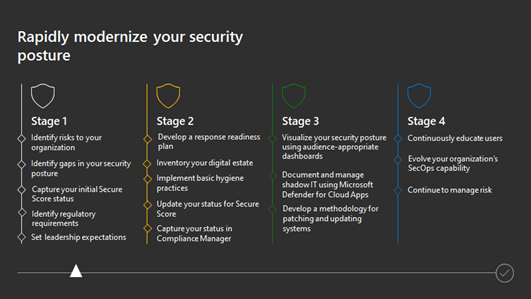 Rapidly modernize your security
posture
Stage 1
Identify risks to your
organization
Identify gaps in your security
posture
Capture your initial Secure
Score status
Identify regulatory
requirements
Set leadership expectations
Stage 2
Develop a response readiness
plan
Inventory your digital estate
Implement basic hygiene
practices
Update your status for Secure
Score
Capture your status in
Compliance Manager
Stage 3
Visualize your security posture
using audience-appropriate
dashboards
Document and manage
shadow IT using Microsoft
Defender for Cloud Apps
Develop a methodology for
patching and updating
systems
Stage 4
Continuously educate users
Evolve your organization's
SecOps capability
Continue to manage risk